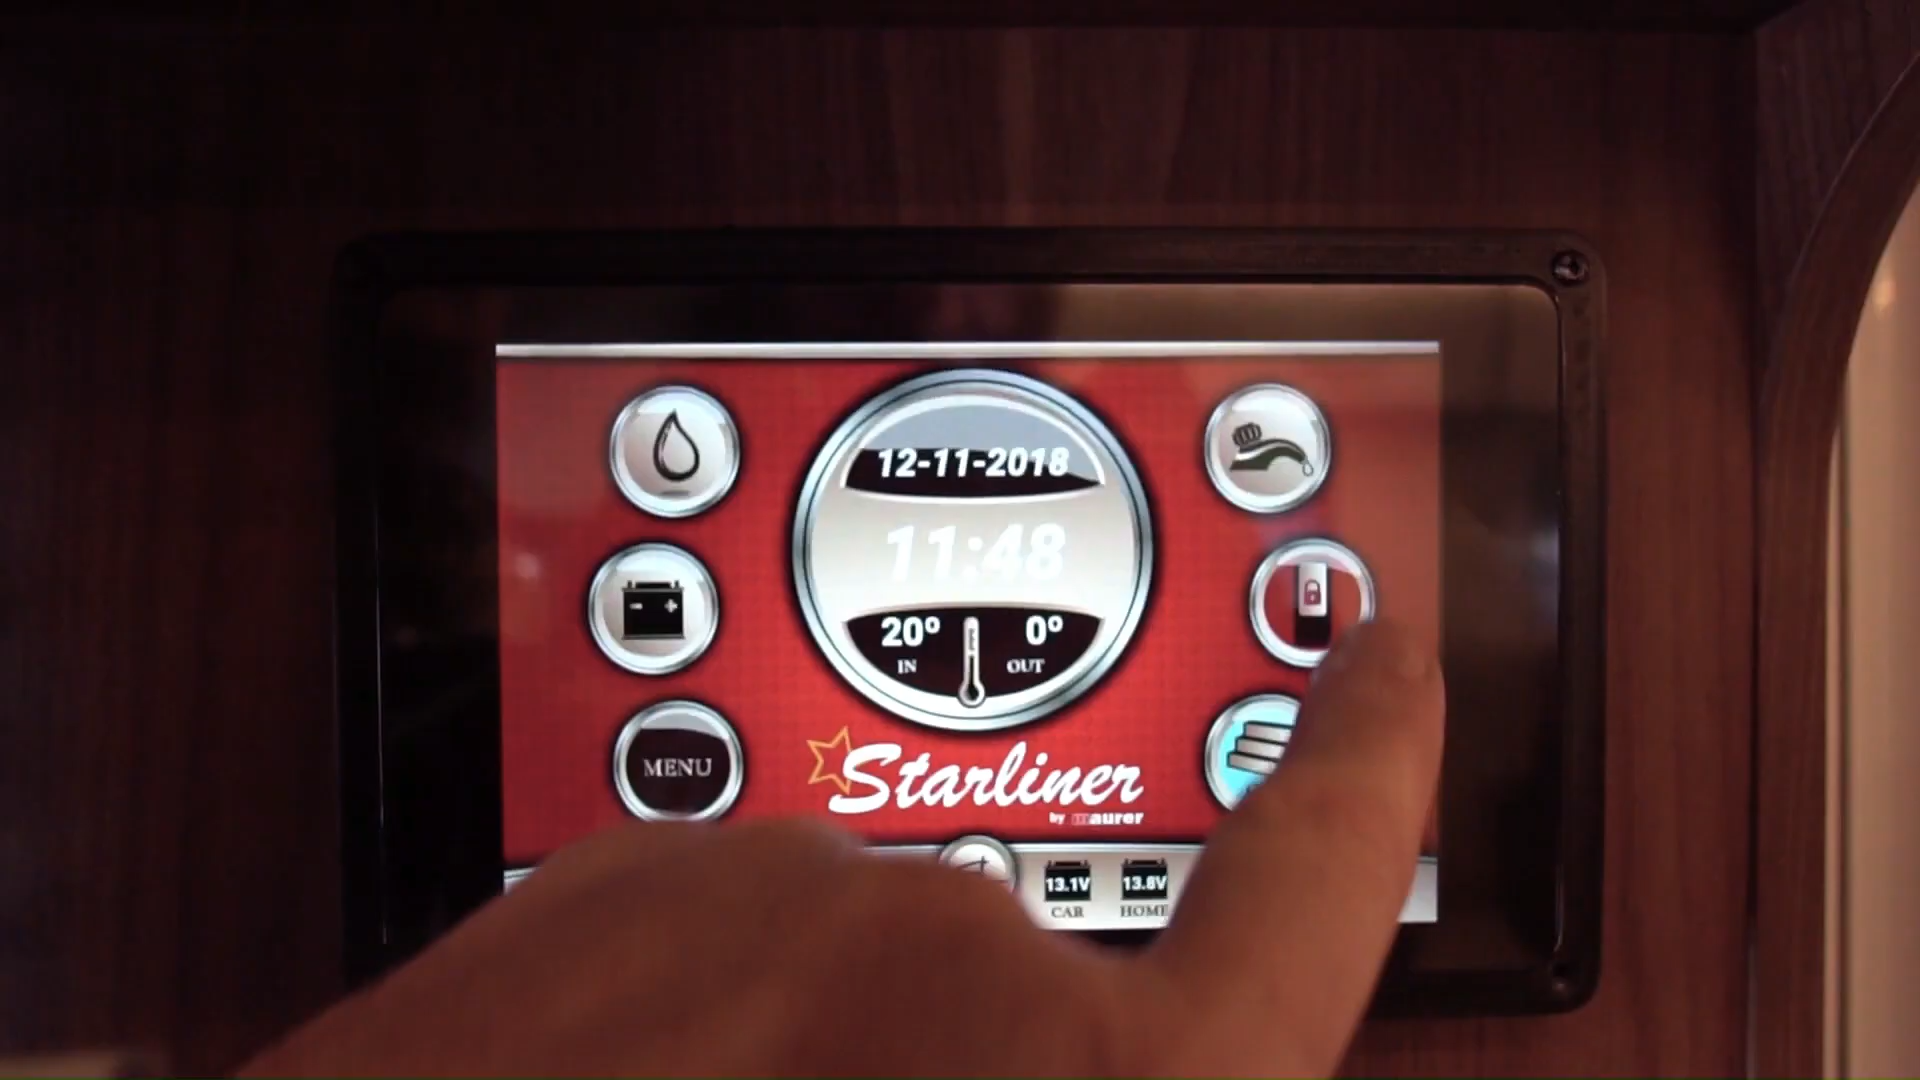 12-11-2018
11:48
20° 0°
IN OUT
MENU
Starliner
by maurer
13.1V 13.8V
CAR HOME